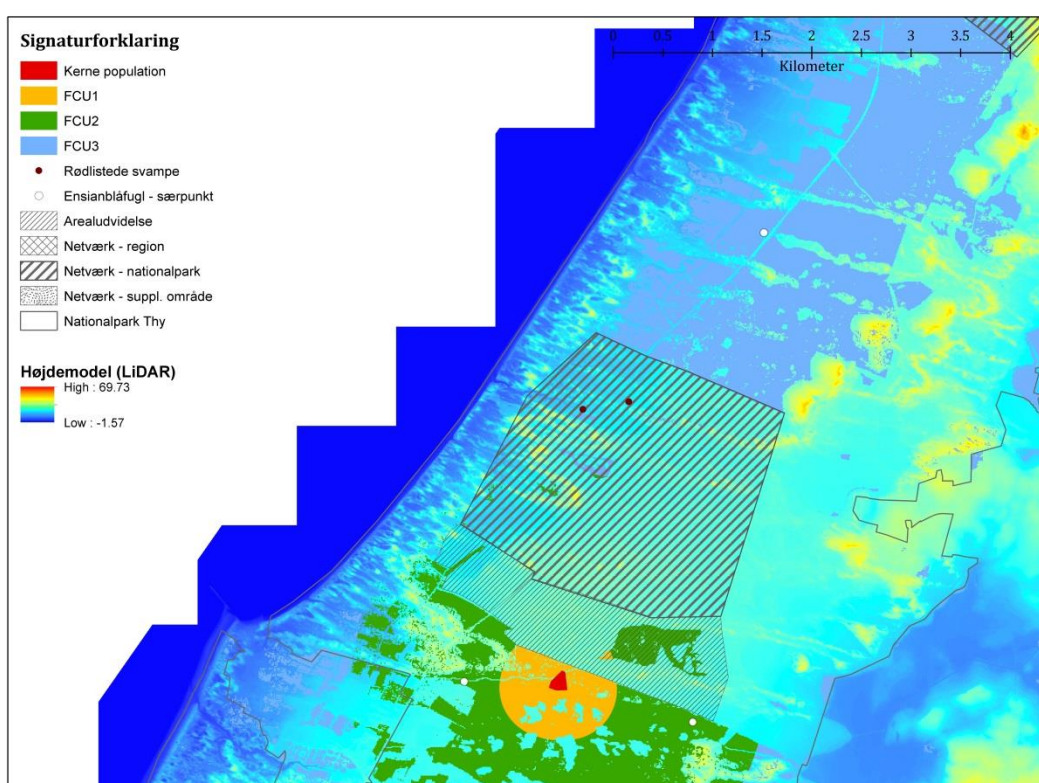 Signaturforklaring
Kerne population
FCU1
FCU2
FCU3
Rødlistede svampe
Ensianblåfugl - særpunkt
Arealudvidelse
Netværk - region
Netværk - nationalpark
Netværk - suppl. område
Nationalpark Thy
Højdemodel (LiDAR)
High : 69.73
Low : -1.57
0 0.5 1 1.5 2 2.5 3 3.5 4
Kilometer